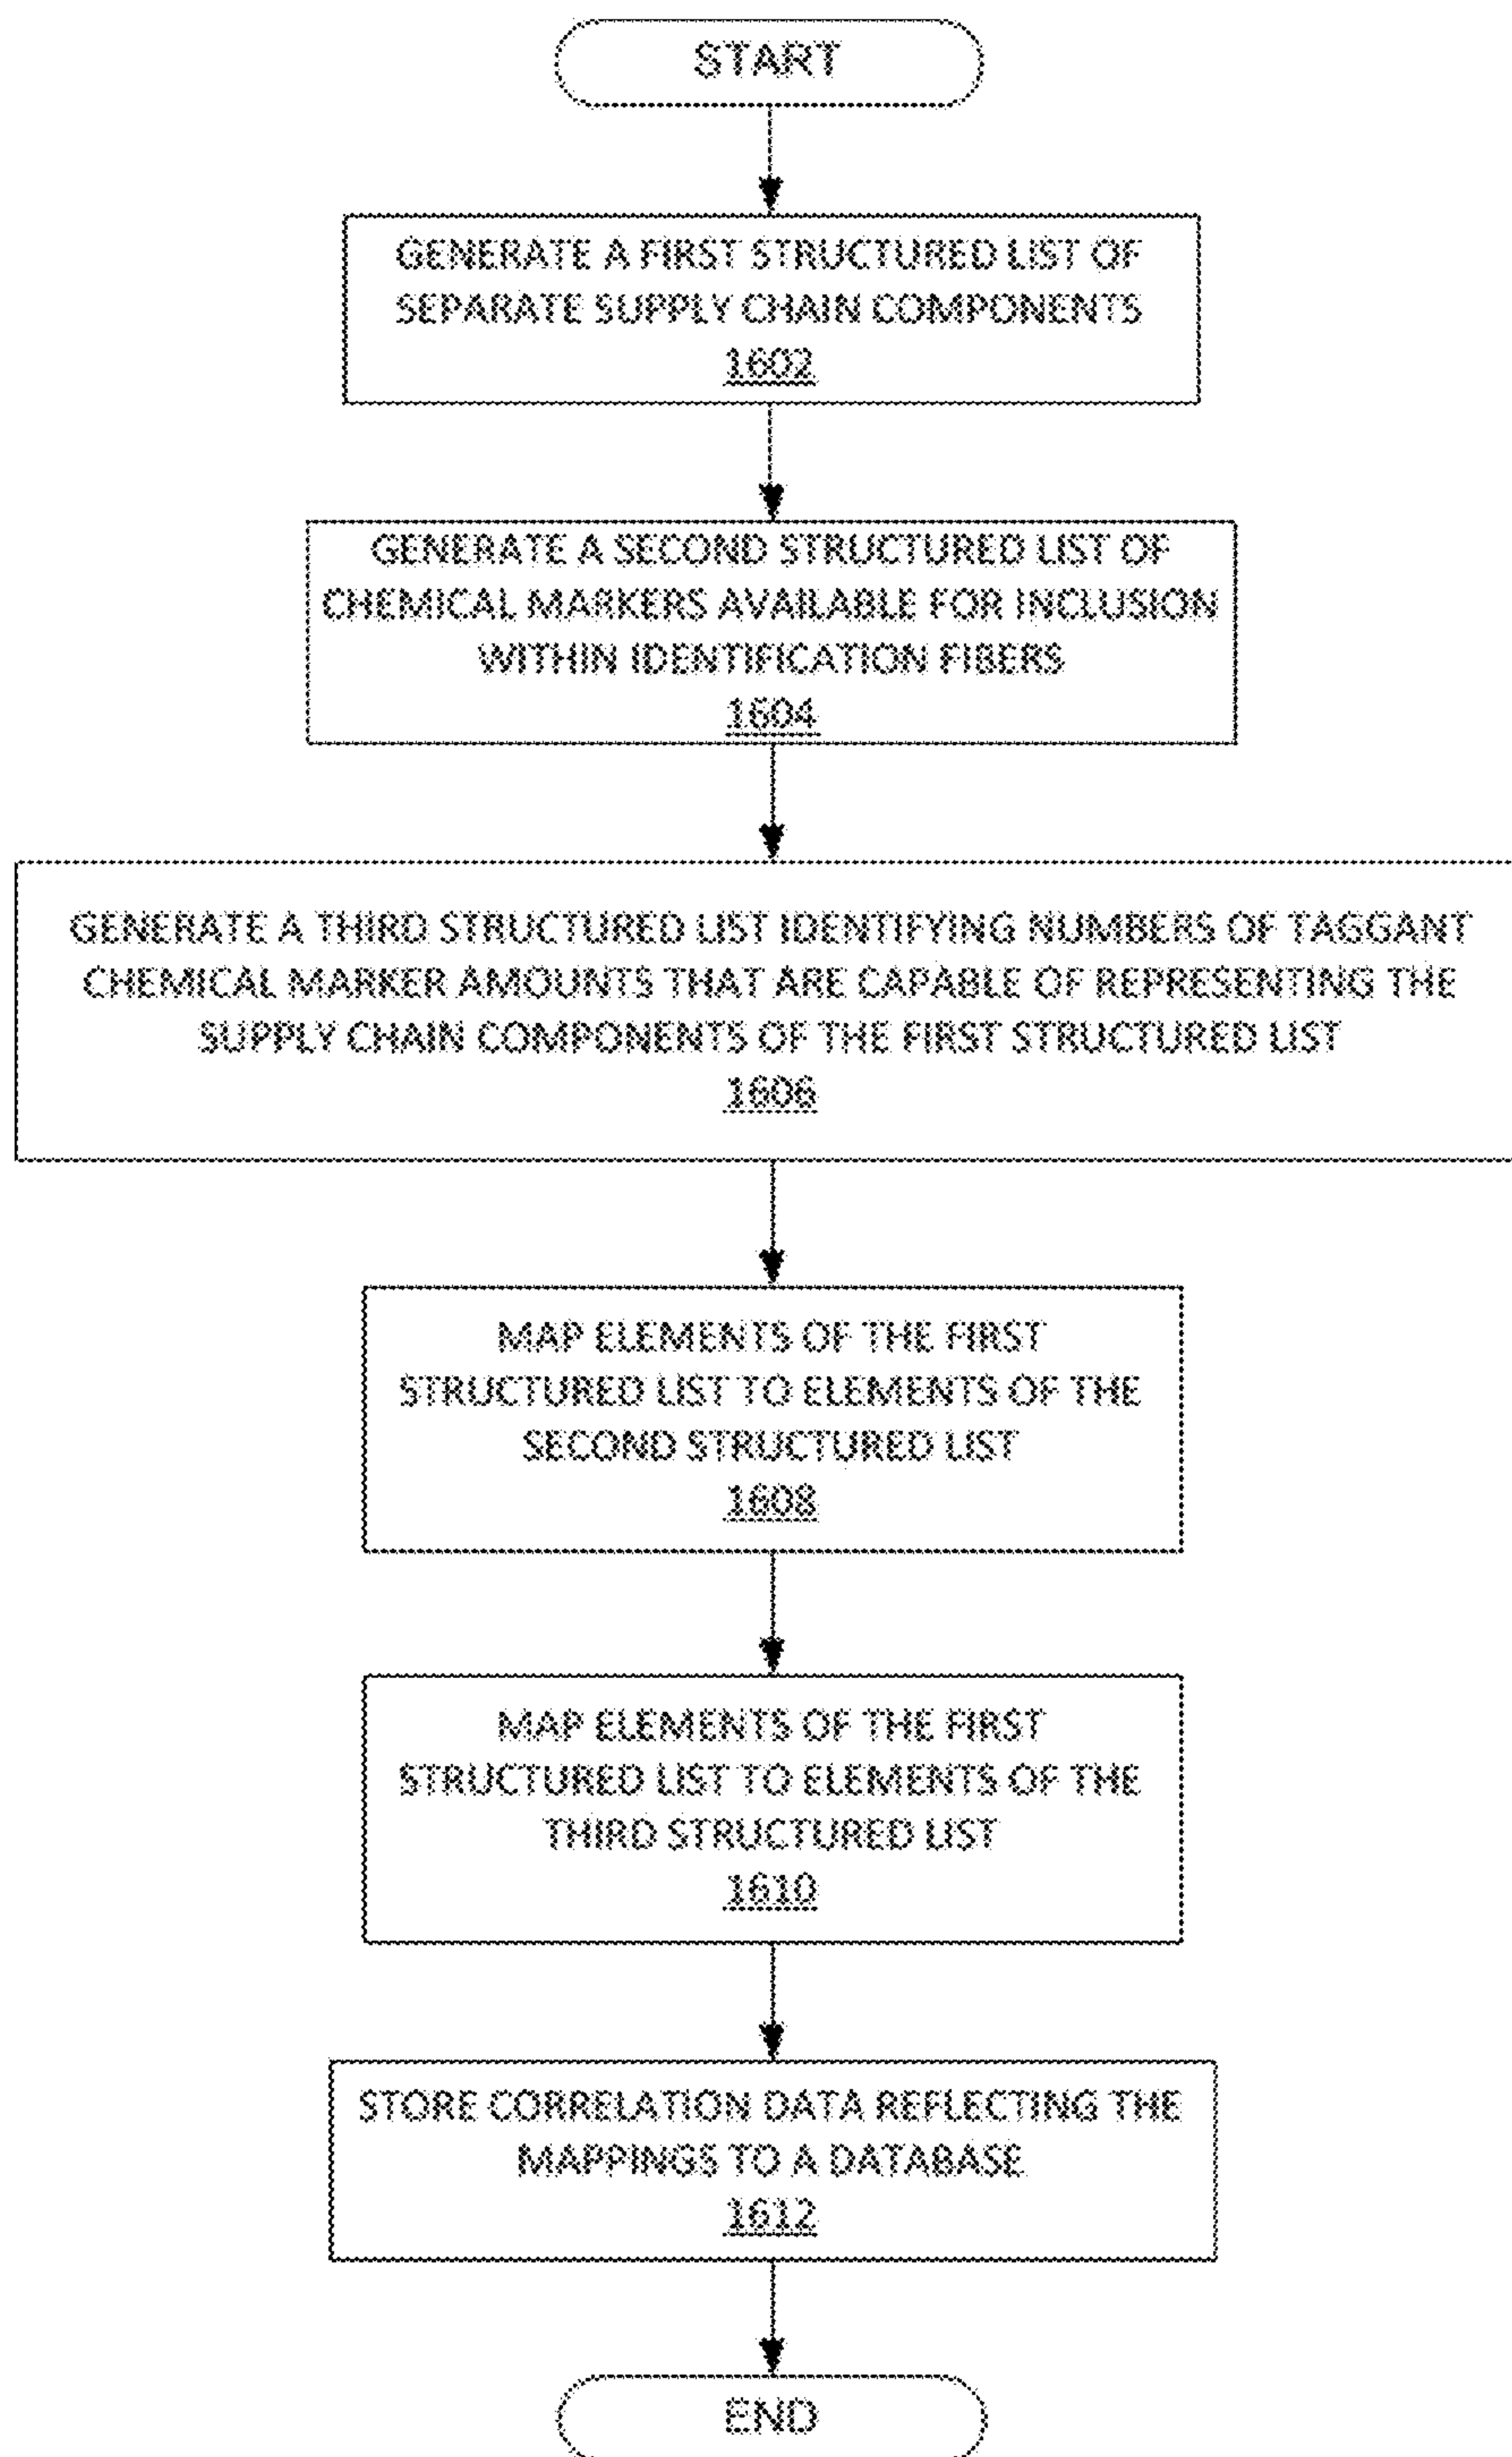 START
GENERATE A FIRST STRUCTURED LIST OF
SEPARATE SUPPLY CHAIN COMPONENTS
1602
GENERATE A SECOND STRUCTURED LIST OF
CHEMICAL MARKERS AVAILABLE FOR INCLUSION
WITHIN IDENTIFICATION FIBERS
1604
GENERATE A THIRD STRUCTURED LIST IDENTIFYING NUMBERS OF TAGGANT
CHEMICAL MARKER AMOUNTS THAT ARE CAPABLE OF REPRESENTING THE
SUPPLY CHAIN COMPONENTS OF THE FIRST STRUCTURED LIST
1606
MAP ELEMENTS OF THE FIRST
STRUCTURED LIST TO ELEMENTS OF THE
SECOND STRUCTURED LIST
1608
MAP ELEMENTS OF THE FIRST
STRUCTURED LIST TO ELEMENTS OF THE
THIRD STRUCTURED LIST
1610
STORE CORRELATION DATA REFLECTING THE
MAPPINGS TO A DATABASE
1612
END